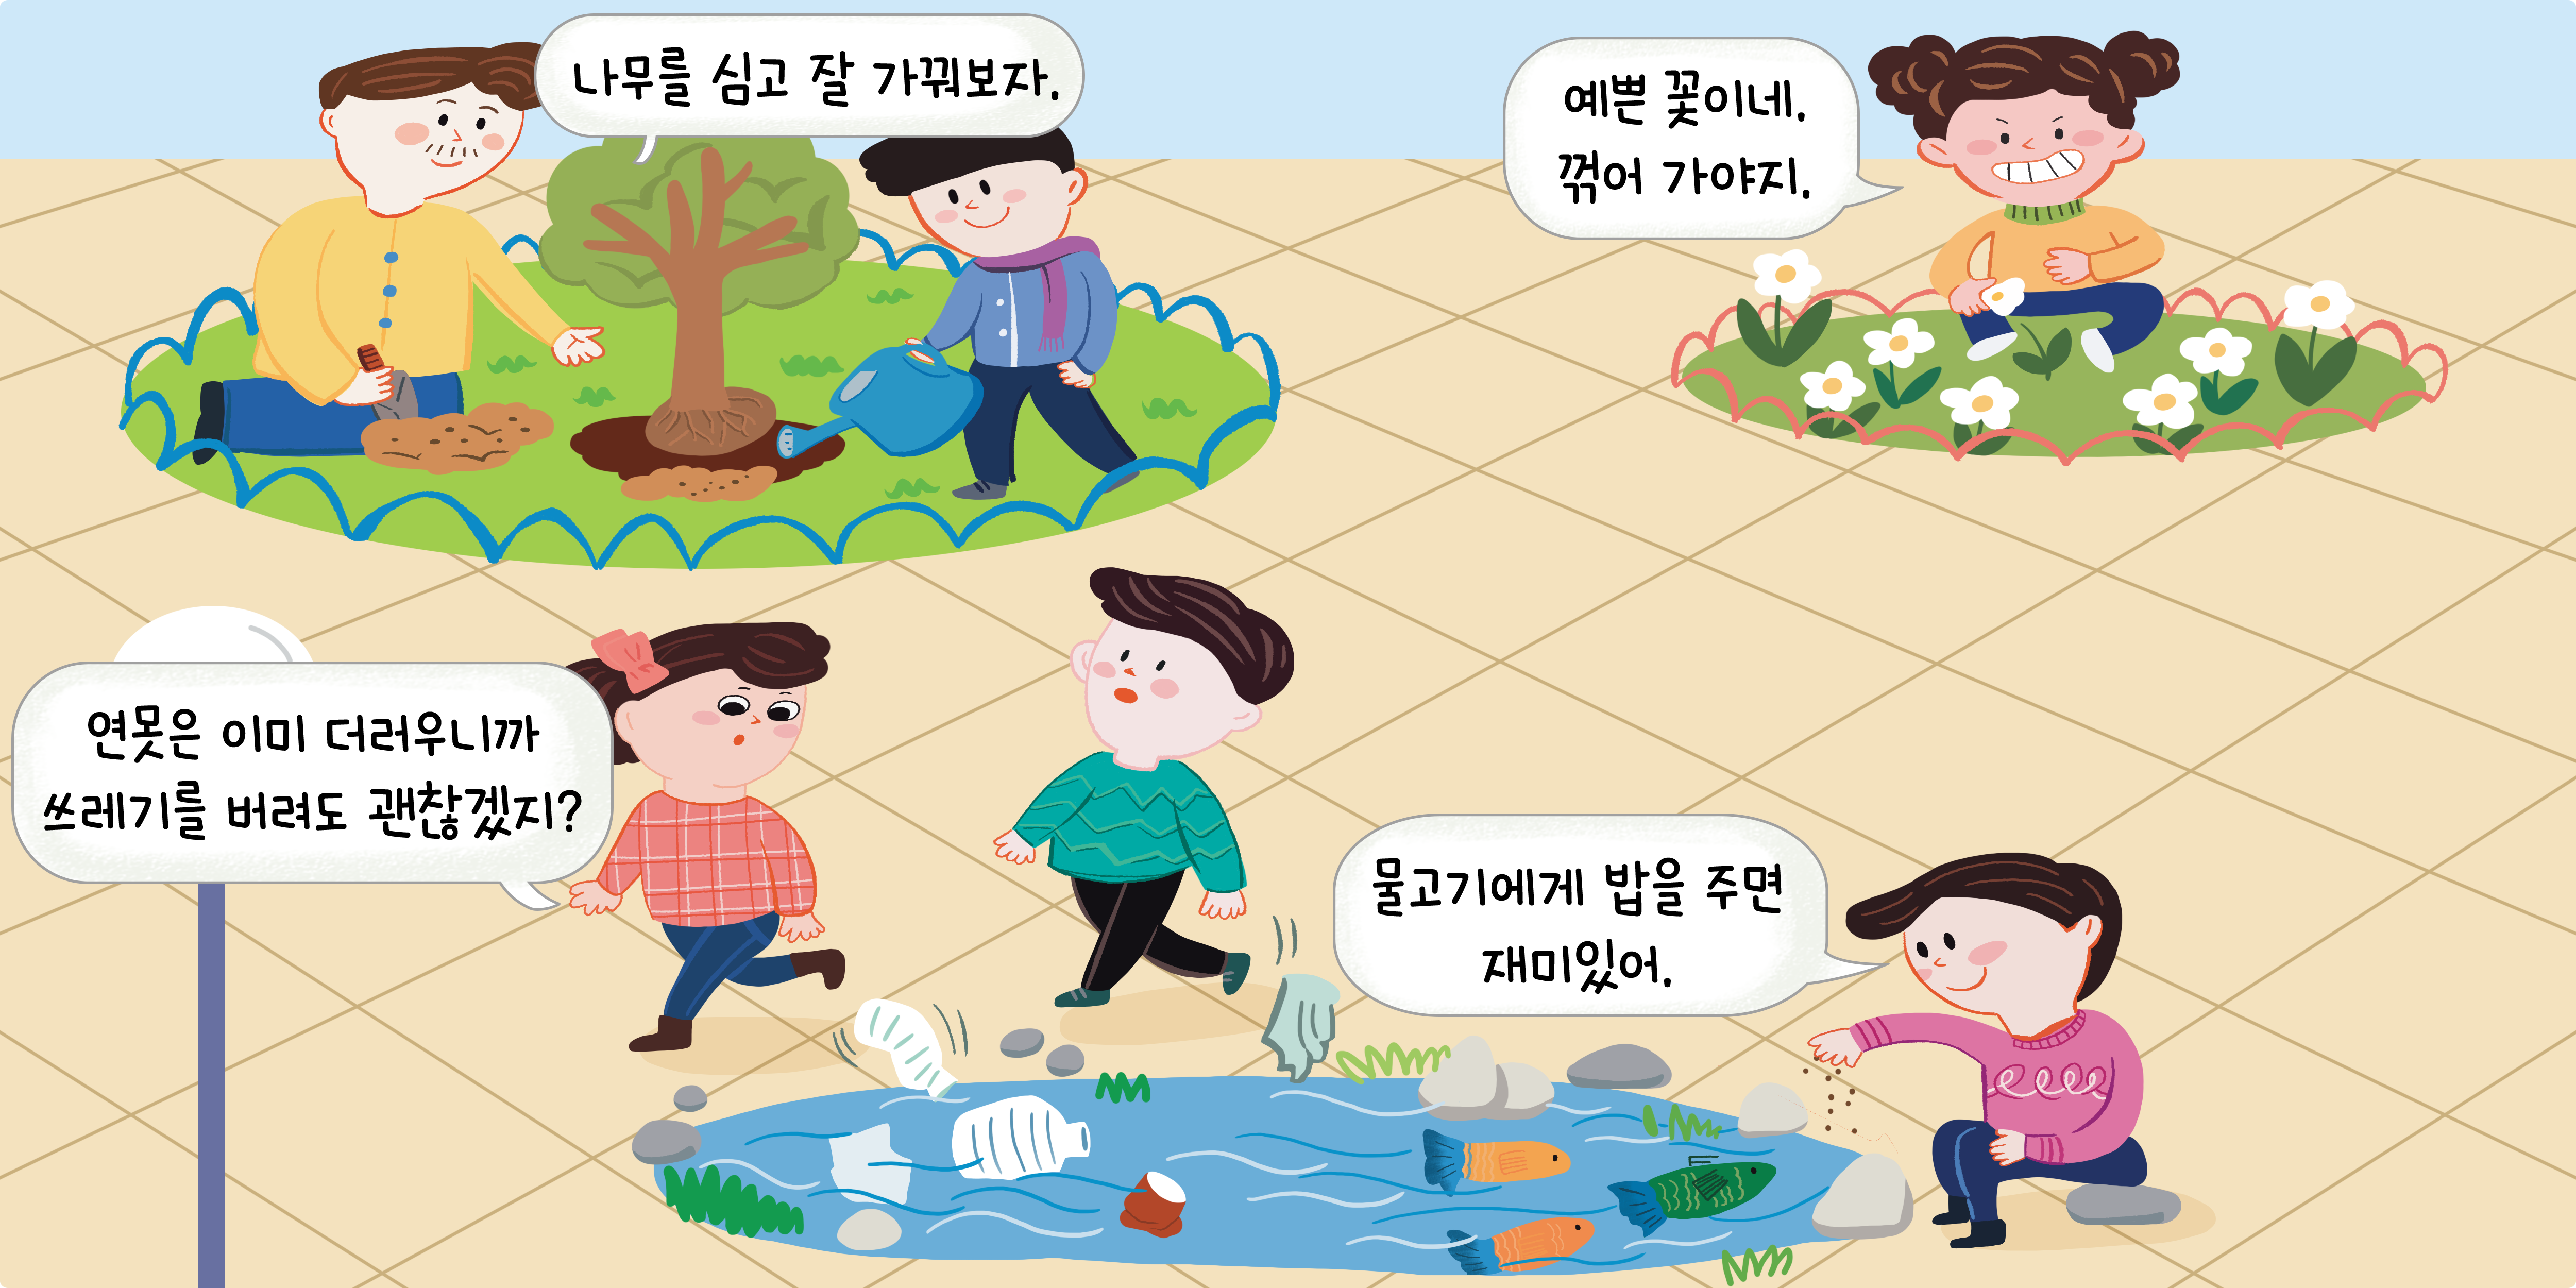 나무를 심고 잘 가꿔보자.
예쁜 꽃이네.
꺾어 가야지.
연못은 이미 더러우니까
쓰레기를 버려도 괜찮겠지?
물고기에게 밥을 주면
재미있어.